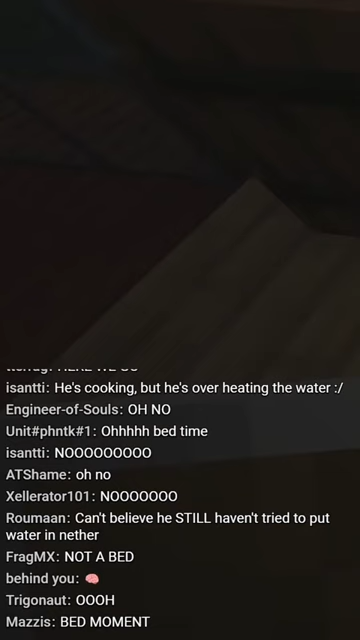 isantti: He's cooking, but he's over heating the water :/
Engineer-of-Souls: OH NO
Unit#phntk#1: Ohhhhh bed time
isantti: NOOOOOOOOO
ATShame: oh no
Xellerator101: NOOOOOOO
Roumaan: Can't believe he STILL haven't tried to put
water in nether
FragMX: NOT A BED
behind you: 🧠
Trigonaut: OOOH
Mazzis: BED MOMENT